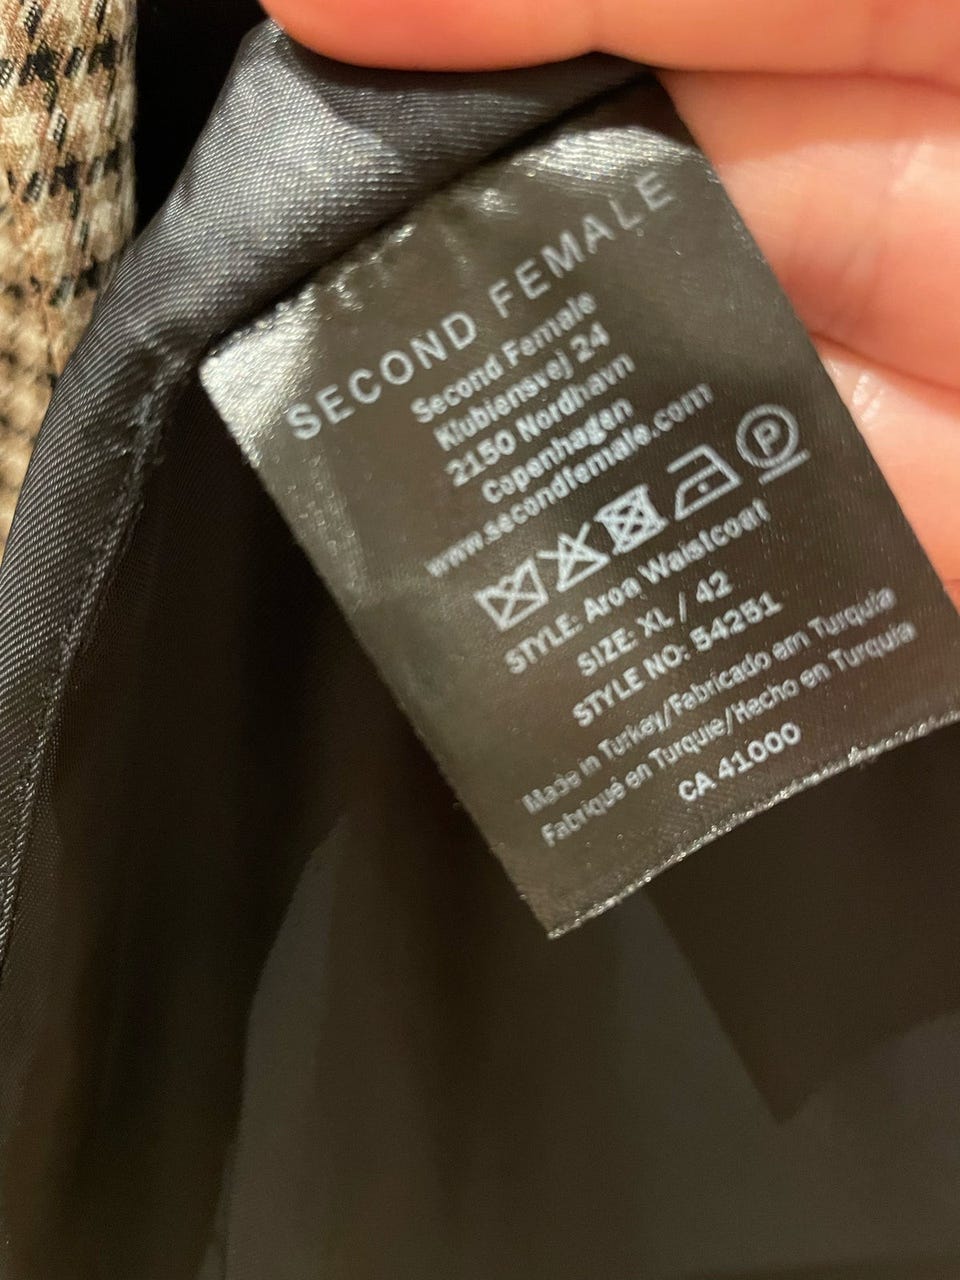 SECOND FEMALE
Second Female
Klubiensvej 24
2150 Nordhavn
Copenhagen
www.secondfemale.com
P
STYLE: Aroa Waistcoat
SIZE: XL / 42
STYLE NO: 54251
Made in Turkey/Fabricado em Turquia
Fabriqué en Turquie/Hecho en Turquia
CA 41000